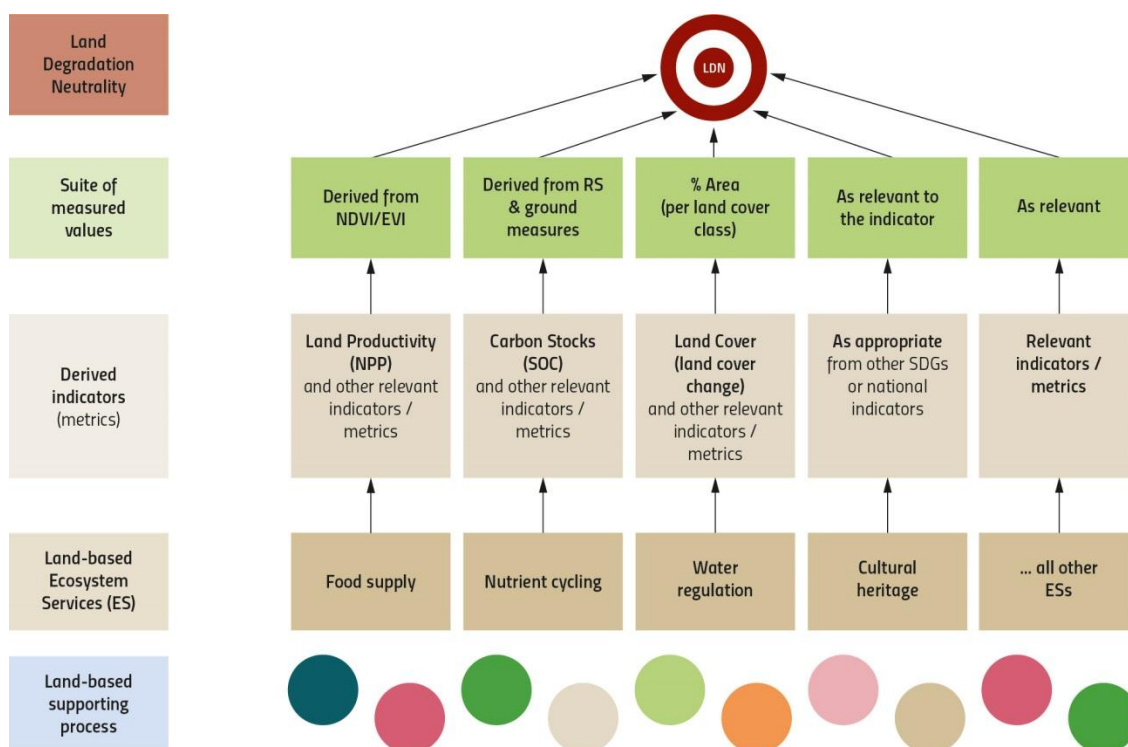 Land
Degradation
Neutrality
LDN
Suite of
measured
values
Derived from
NDVI/EVI
Derived from RS
& ground
measures
% Area
(per land cover
class)
As relevant to
the indicator
As relevant
Derived
indicators
(metrics)
Land Productivity
(NPP)
and other relevant
indicators /
metrics
Carbon Stocks
(SOC)
and other relevant
indicators /
metrics
Land Cover
(land cover
change)
and other relevant
indicators /
metrics
As appropriate
from other SDGs
or national
indicators
Relevant
indicators /
metrics
Land-based
Ecosystem
Services (ES)
Food supply
Nutrient cycling
Water
regulation
Cultural
heritage
... all other
ESs
Land-based
supporting
process